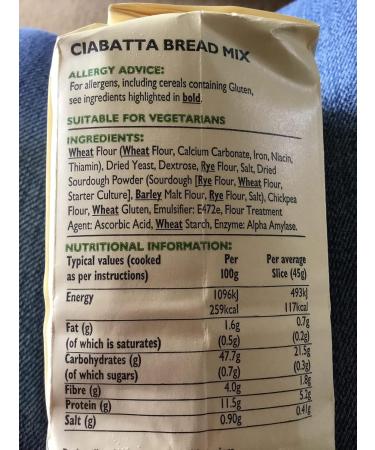 CIABATTA BREAD MIX
ALLERGY ADVICE:
For allergens, including cereals containing Gluten,
see ingredients highlighted in bold.
SUITABLE FOR VEGETARIANS
INGREDIENTS:
Wheat Flour (Wheat Flour, Calcium Carbonate, Iron, Niacin,
Thiamin), Dried Yeast, Dextrose, Rye Flour, Salt, Dried
Sourdough Powder (Sourdough [Rye Flour, Wheat Flour,
Starter Culture], Barley Malt Flour, Rye Flour, Salt), Chickpea
Flour, Wheat Gluten, Emulsifier: E472e, Flour Treatment
Agent: Ascorbic Acid, Wheat Starch, Enzyme: Alpha Amylase.
NUTRITIONAL INFORMATION:
Typical values (cooked Per Per average
as per instructions) 100g Slice (45g)
Energy 1096kJ 493kJ
259kcal 117kcal
Fat (g) 1.6g 0.7g
(of which is saturates) (0.5g) (0.2g)
Carbohydrates (g) 47.7g 21.5g
(of which sugars) (0.7g) (0.3g)
Fibre (g) 4.0g 1.8g
Protein (g) 11.5g 5.2g
Salt (g) 0.90g 0.41g